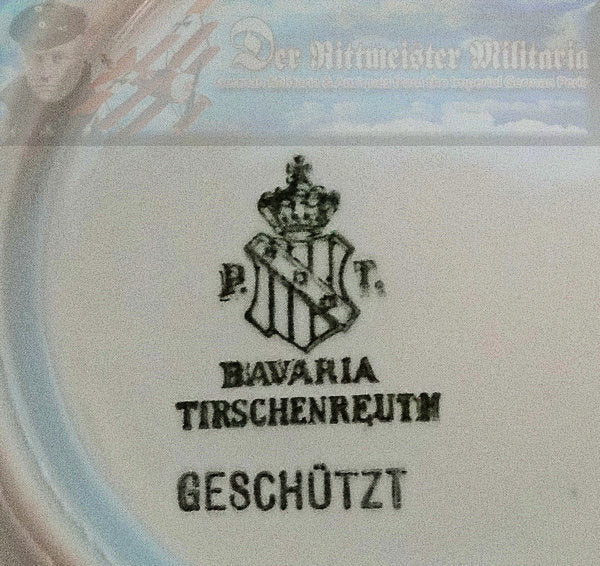 Der Rittmeister Militaria
P. T.
BAVARIA
TIRSCHENREUTH
GESCHÜTZT